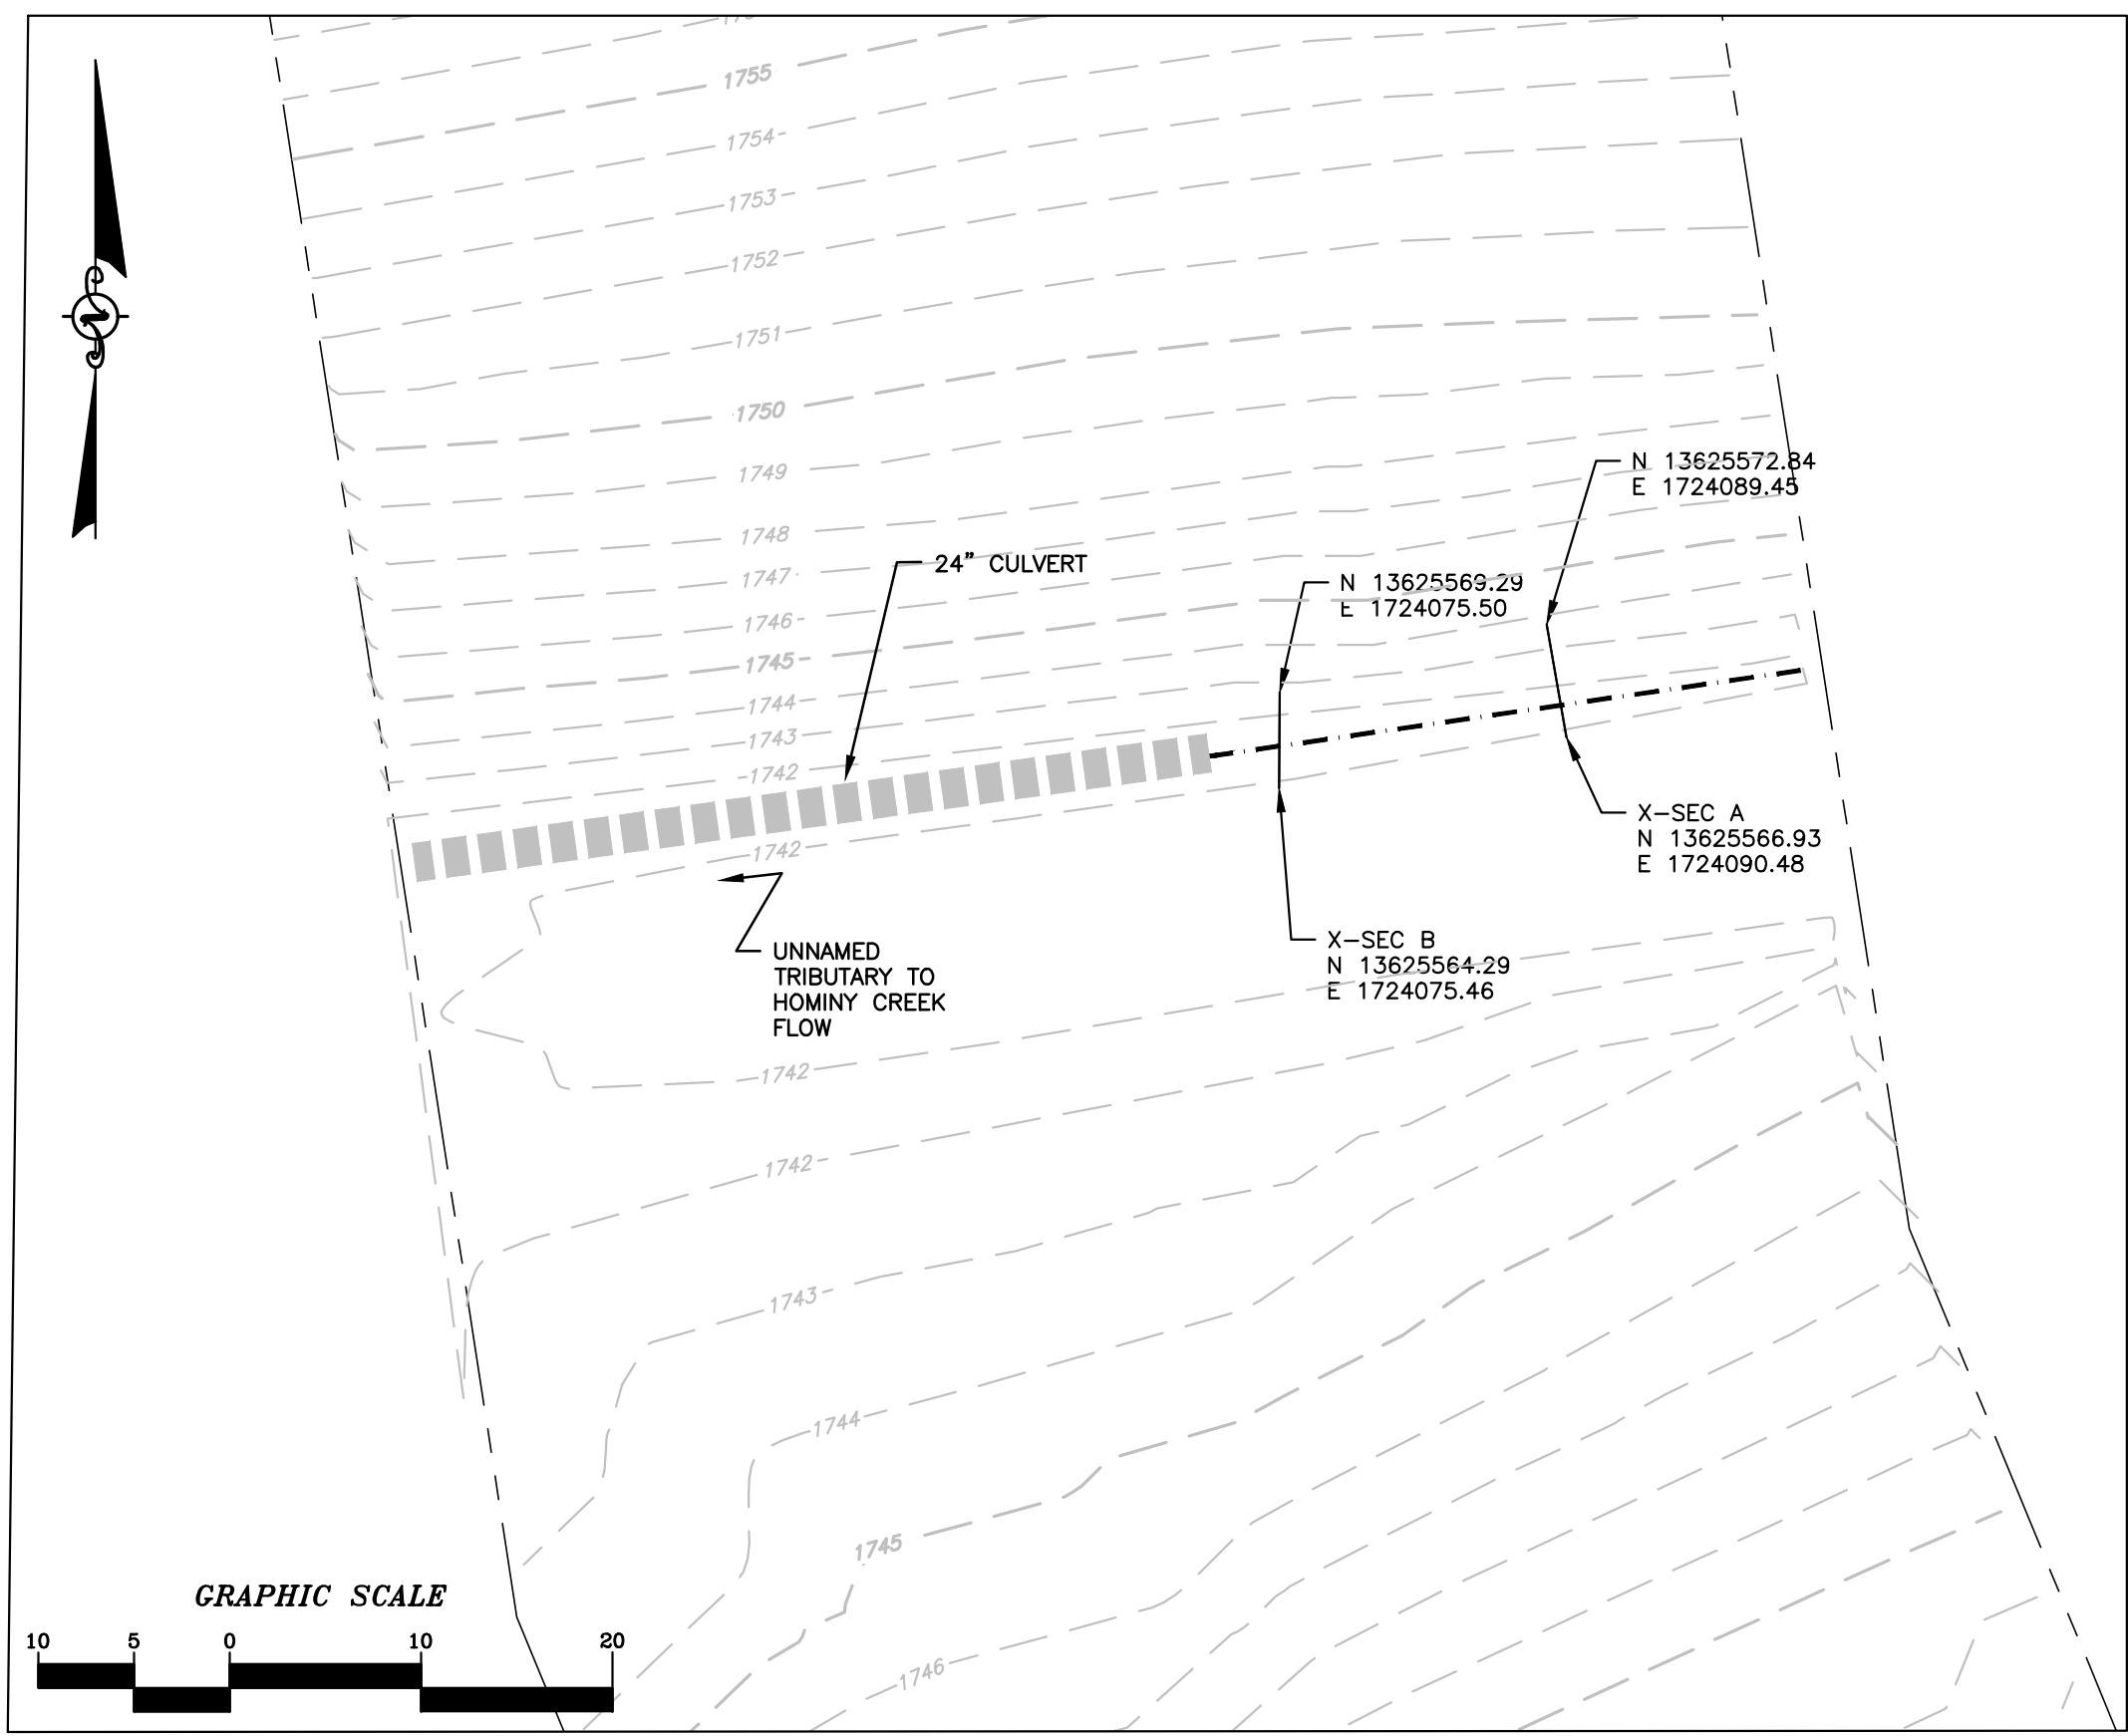 1755
1754
1753
1752
1751
1750
1749
1748
1747
1746
1745
1744
1743
1742
1742
N 13625572.84
E 1724089.45
24" CULVERT
N 13625569.29
E 1724075.50
X-SEC A
N 13625566.93
E 1724090.48
X-SEC B
N 13625564.29
E 1724075.46
UNNAMED
TRIBUTARY TO
HOMINY CREEK
FLOW
1742
1742
1743
1744
1745
1746
N
GRAPHIC SCALE
10 5 0 10 20